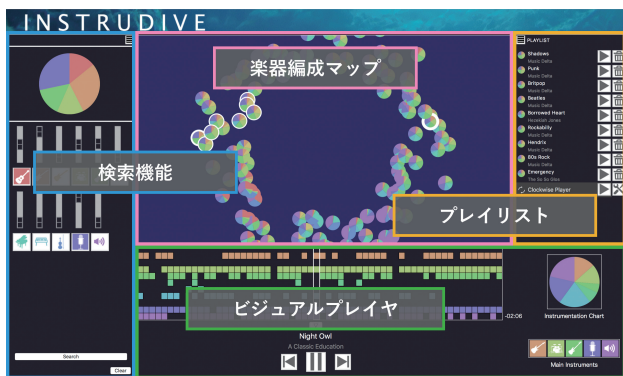 INSTRUDIVE
楽器編成マップ
検索機能
Search
Clear
PLAYLIST
Shadows
Music Delta
Punk
Music Delta
Britpop
Music Delta
Beatles
Music Delta
Borrowed Heart
Hezekiah Jones
Rockabilly
Music Delta
Hendrix
Music Delta
80s Rock
Music Delta
Emergency
The So So Glos
Clockwise Player
プレイリスト
ビジュアルプレイヤ
-02:06
Night Owl
A Classic Education
Instrumentation Chart
Main Instruments